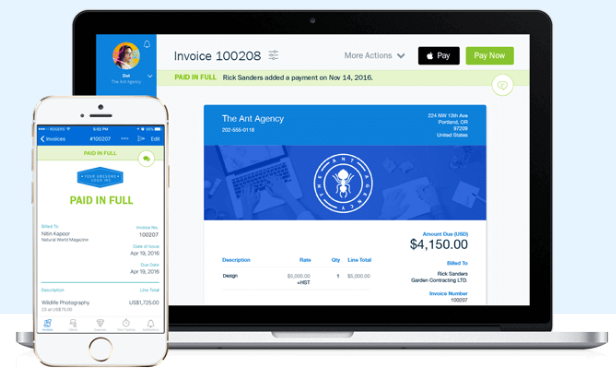 Invoice 100208
More Actions
Pay
Pay Now
The Ant Agency
PAID IN FULL Rick Sanders added a payment on Nov 14, 2016.
The Ant Agency
202-555-0118
224 NW 13th Ave
Portland, OR
97209
United States
THE ANT AGENCY
Amount Due (USD)
$4,150.00
Billed To
Rick Sanders
Garden Contracting LTD.
Invoice Number
100207
Description Rate Qty Line Total
Design $5,000.00 1 $5,000.00
+HST
Invoices #100207 Edit
PAID IN FULL
PAID IN FULL
Billed To
Nitin Kapoor
Natural World Magazine
Invoice No.
100207
Date of Issue
Apr 19, 2016
Due Date
Apr 19, 2016
Description Line Total
Wildlife Photography US$1,725.00